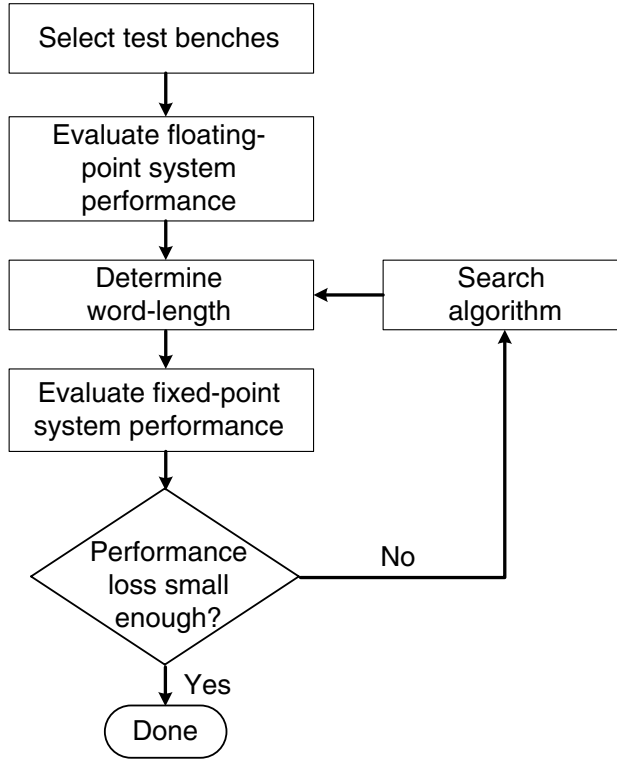 Select test benches
Evaluate floating-
point system
performance
Determine
word-length
Search
algorithm
Evaluate fixed-point
system performance
Performance
loss small
enough?
No
Yes
Done